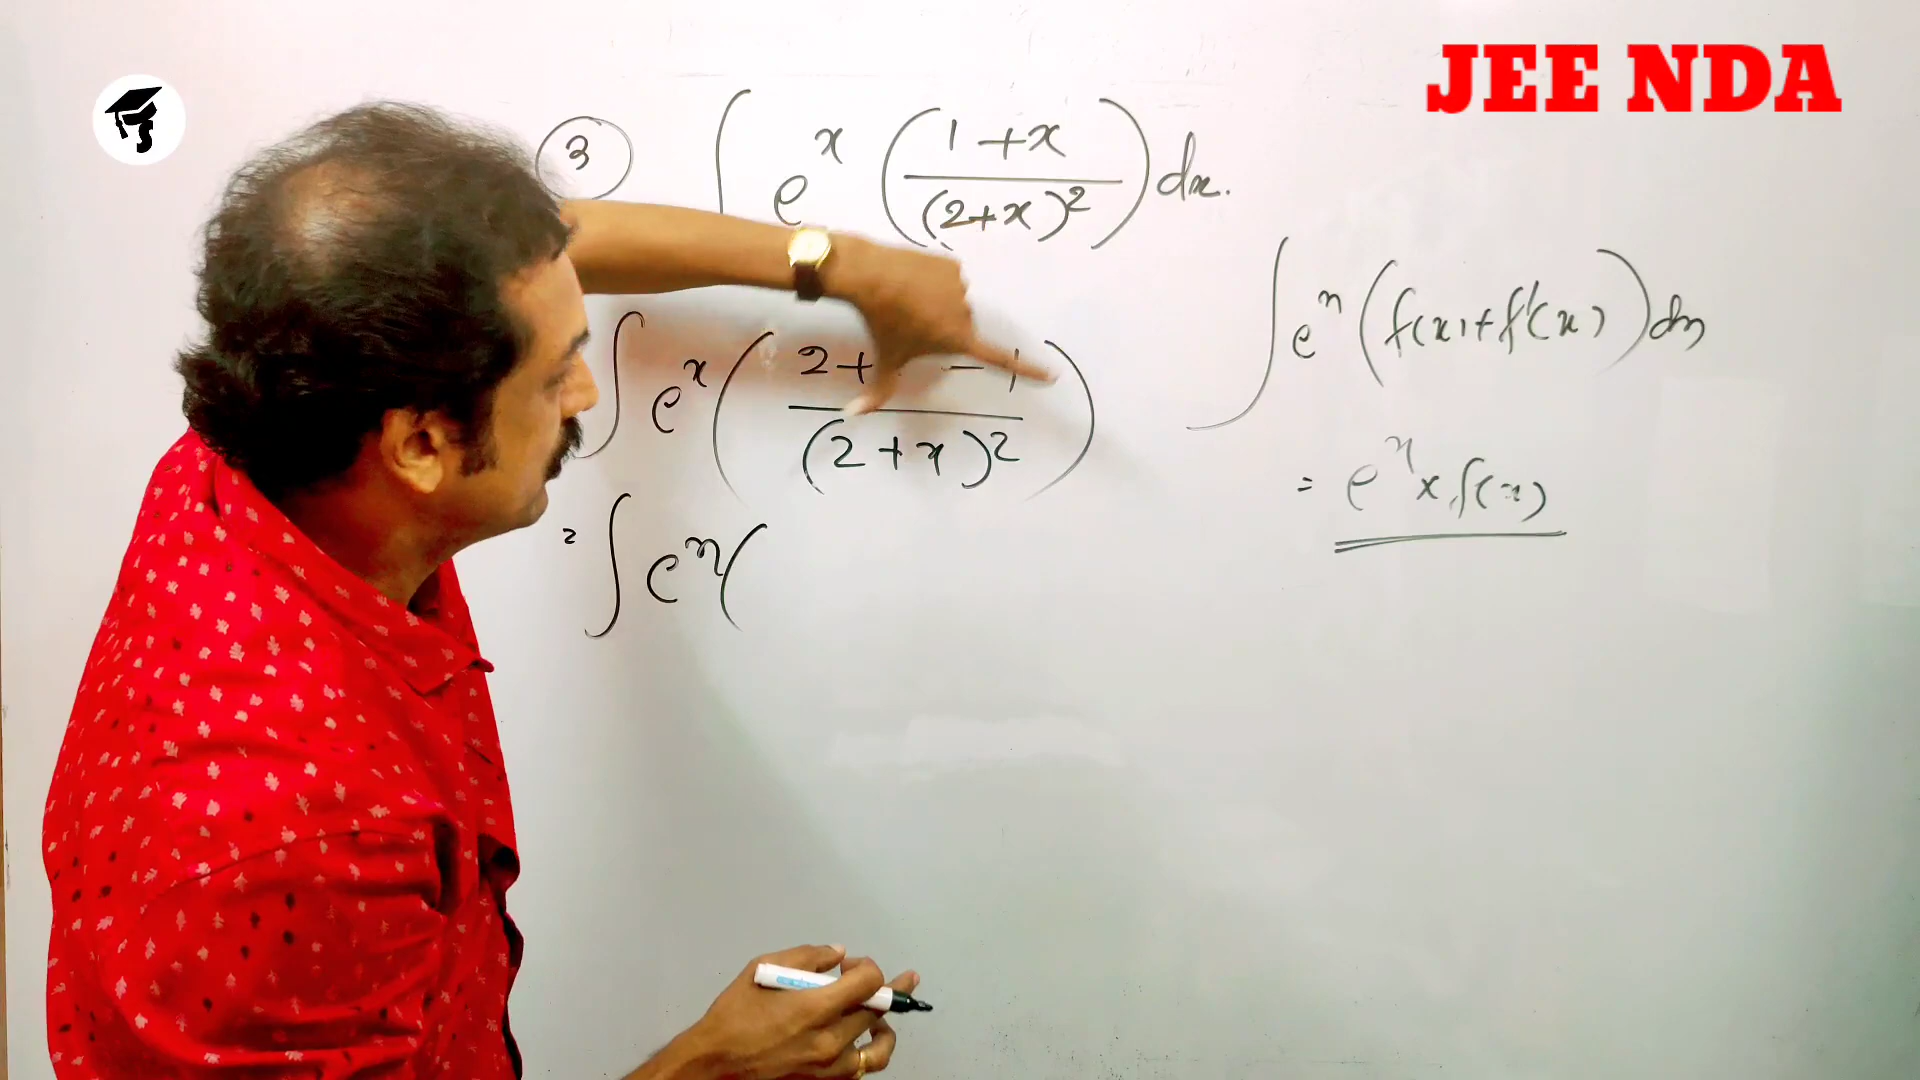 JEE NDA
3 ∫ e^x ( (1+x) / (2+x)^2 ) dx.
∫ e^x ( f(x) + f'(x) ) dx
= e^x x f(x)
∫ e^x ( (2+ - 1) / (2+x)^2 )
= ∫ e^x (